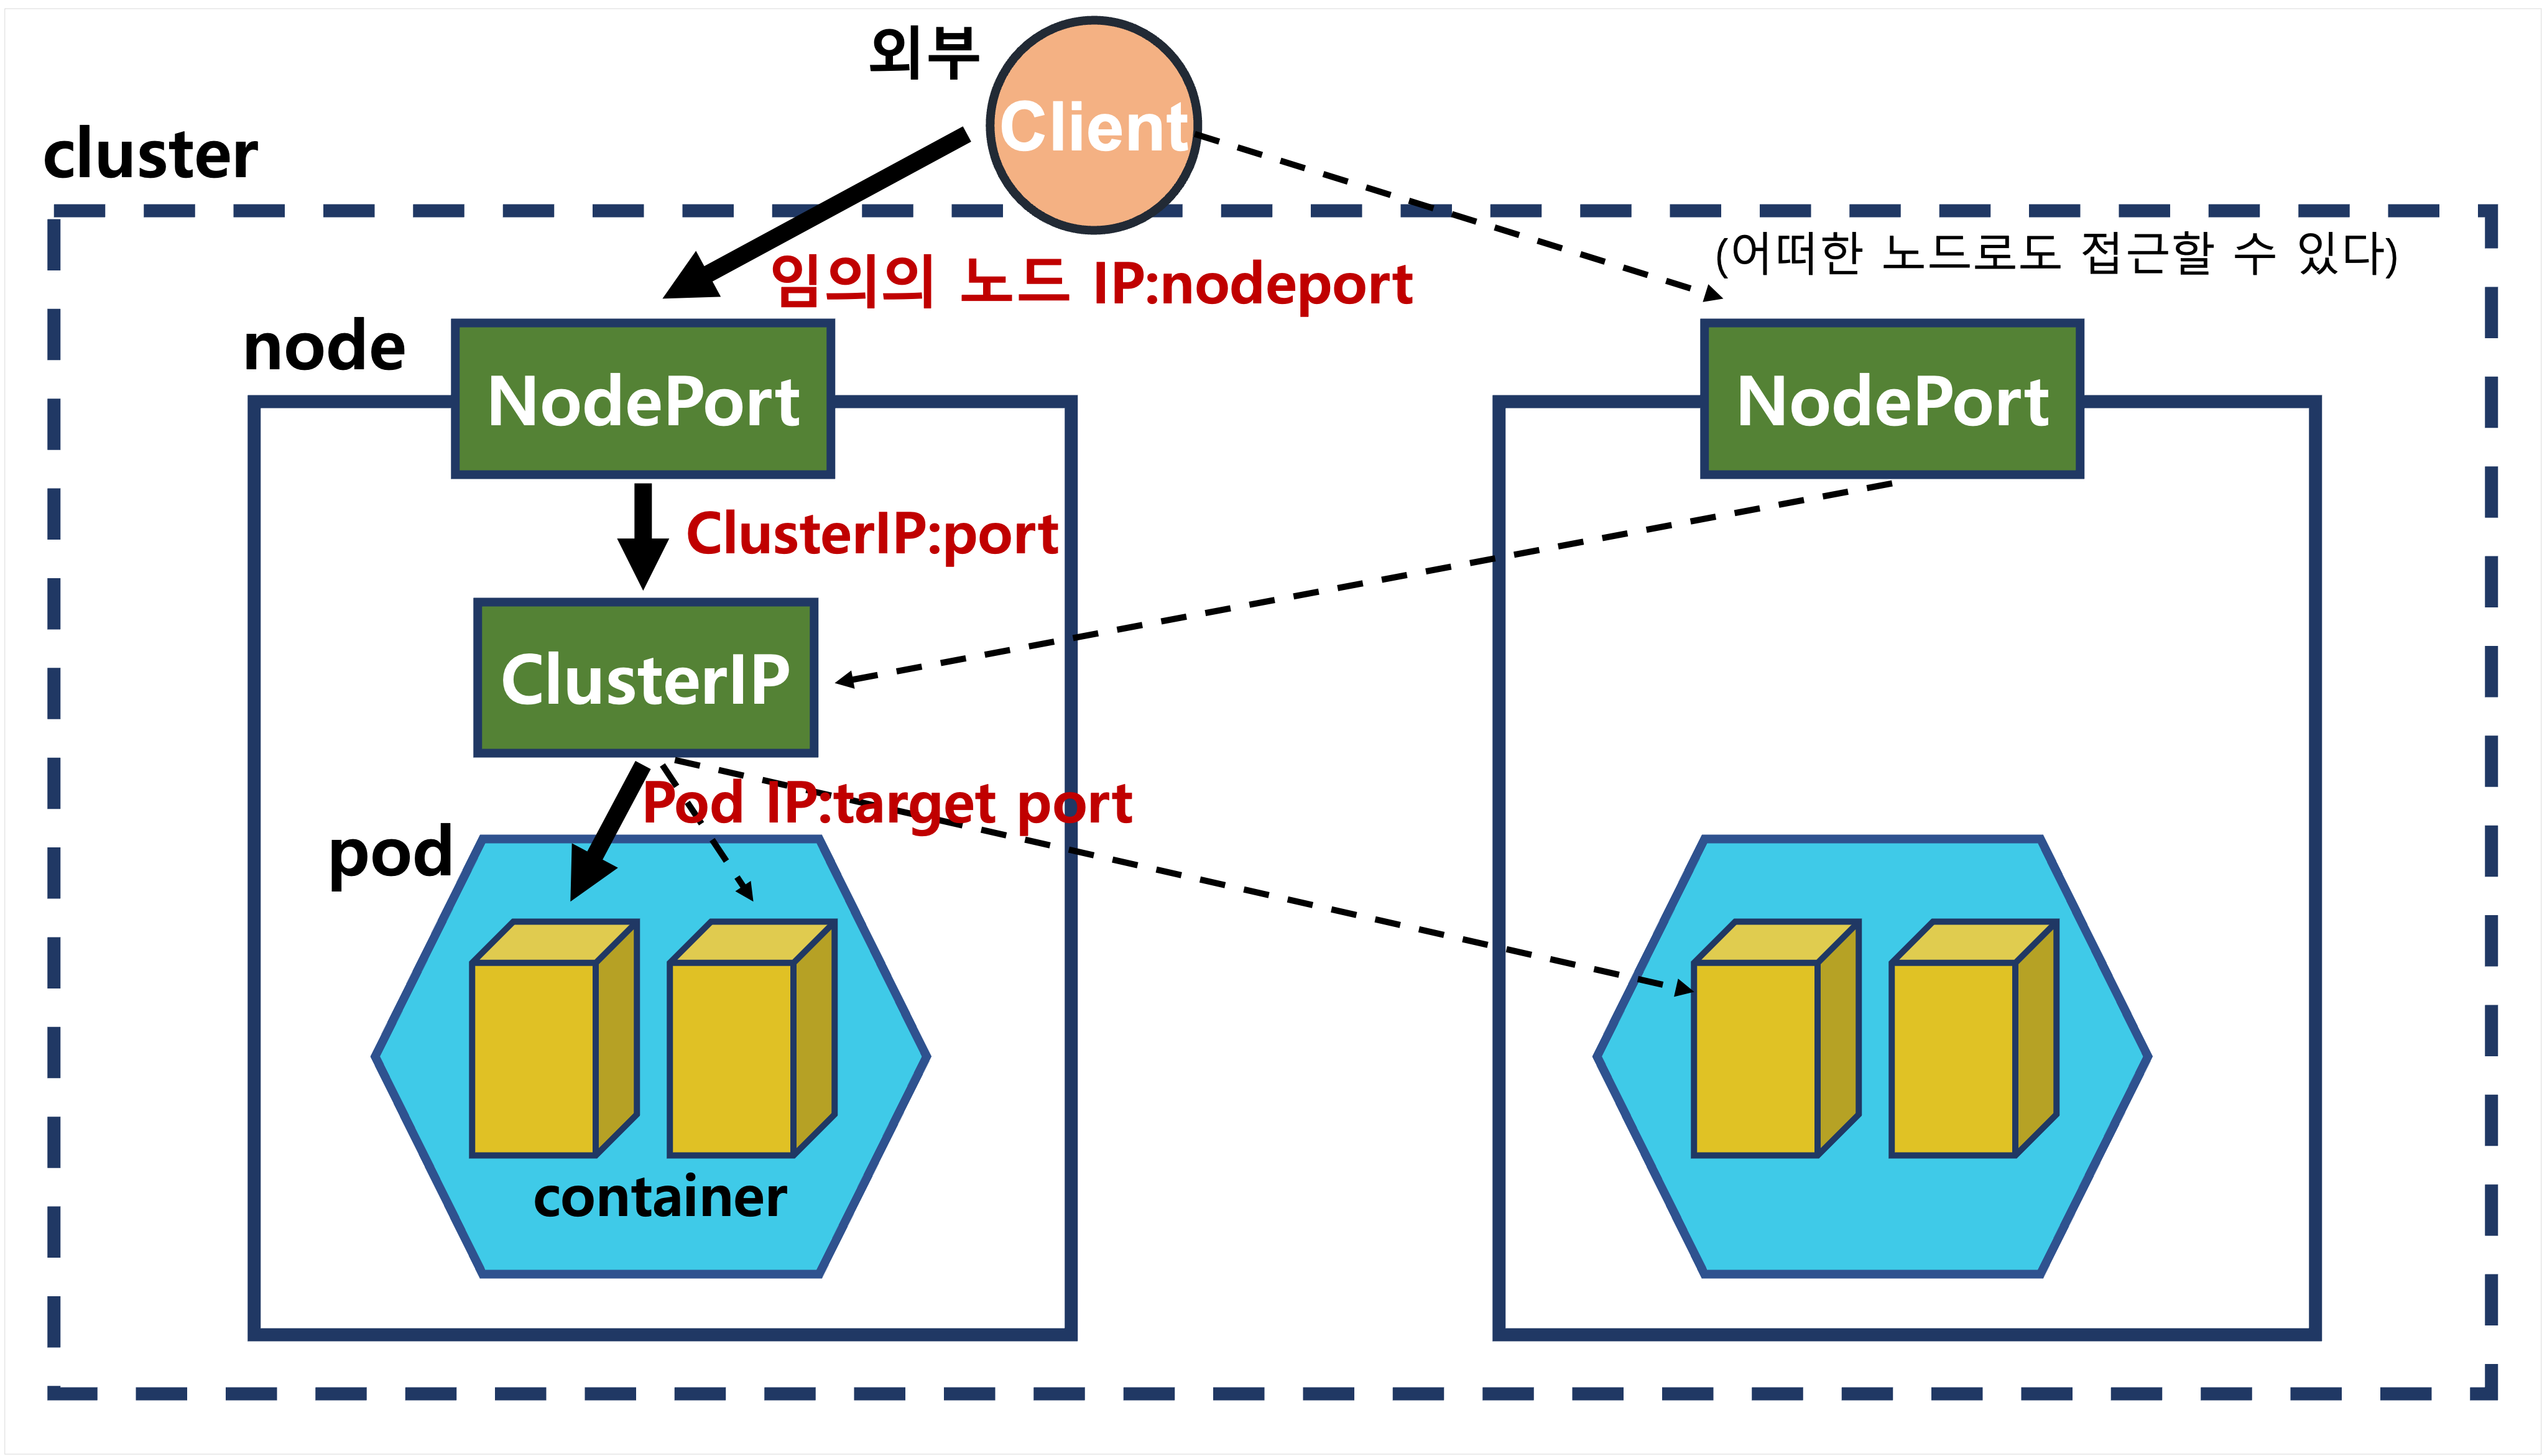 외부
Client
cluster
(어떠한 노드로도 접근할 수 있다)
임의의 노드 IP:nodeport
node
NodePort
NodePort
ClusterIP:port
ClusterIP
Pod IP:target port
pod
container